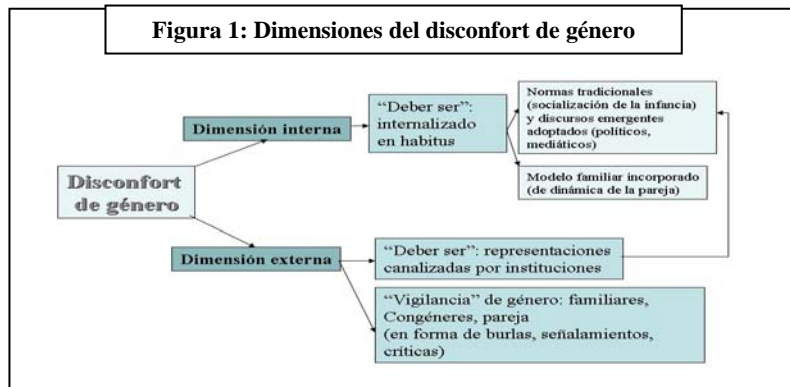 Figura 1: Dimensiones del disconfort de género
Disconfort
de género
Dimensión interna
“Deber ser”:
internalizado
en habitus
Normas tradicionales
(socialización de la infancia)
y discursos emergentes
adoptados (políticos,
mediáticos)
Modelo familiar incorporado
(de dinámica de la pareja)
Dimensión externa
“Deber ser”: representaciones
canalizadas por instituciones
“Vigilancia” de género: familiares,
Congéneres, pareja
(en forma de burlas, señalamientos,
críticas)